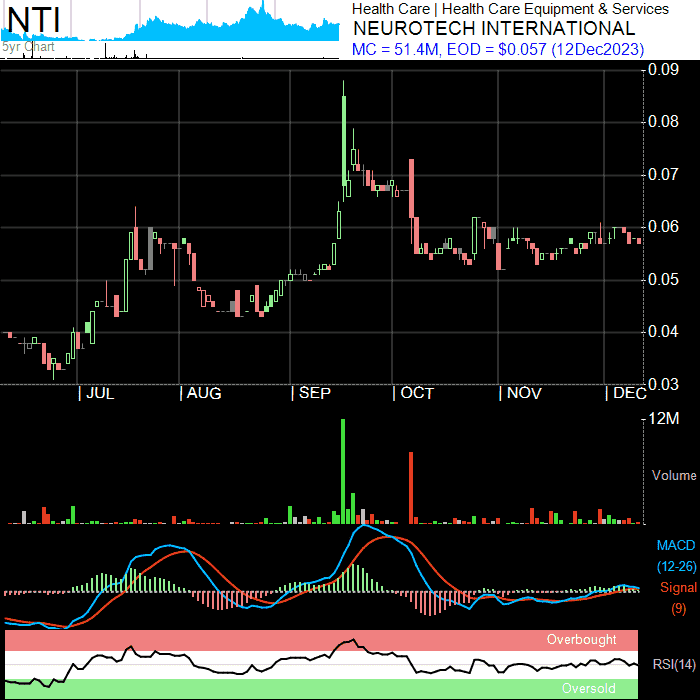 NTI
5yr Chart
Health Care | Health Care Equipment & Services
NEUROTECH INTERNATIONAL
MC = 51.4M, EOD = $0.057 (12Dec2023)
0.09
0.08
0.07
0.06
0.05
0.04
0.03
| JUL | AUG | SEP | OCT | NOV | DEC
12M
Volume
MACD
(12-26)
Signal
(9)
Overbought
RSI(14)
Oversold